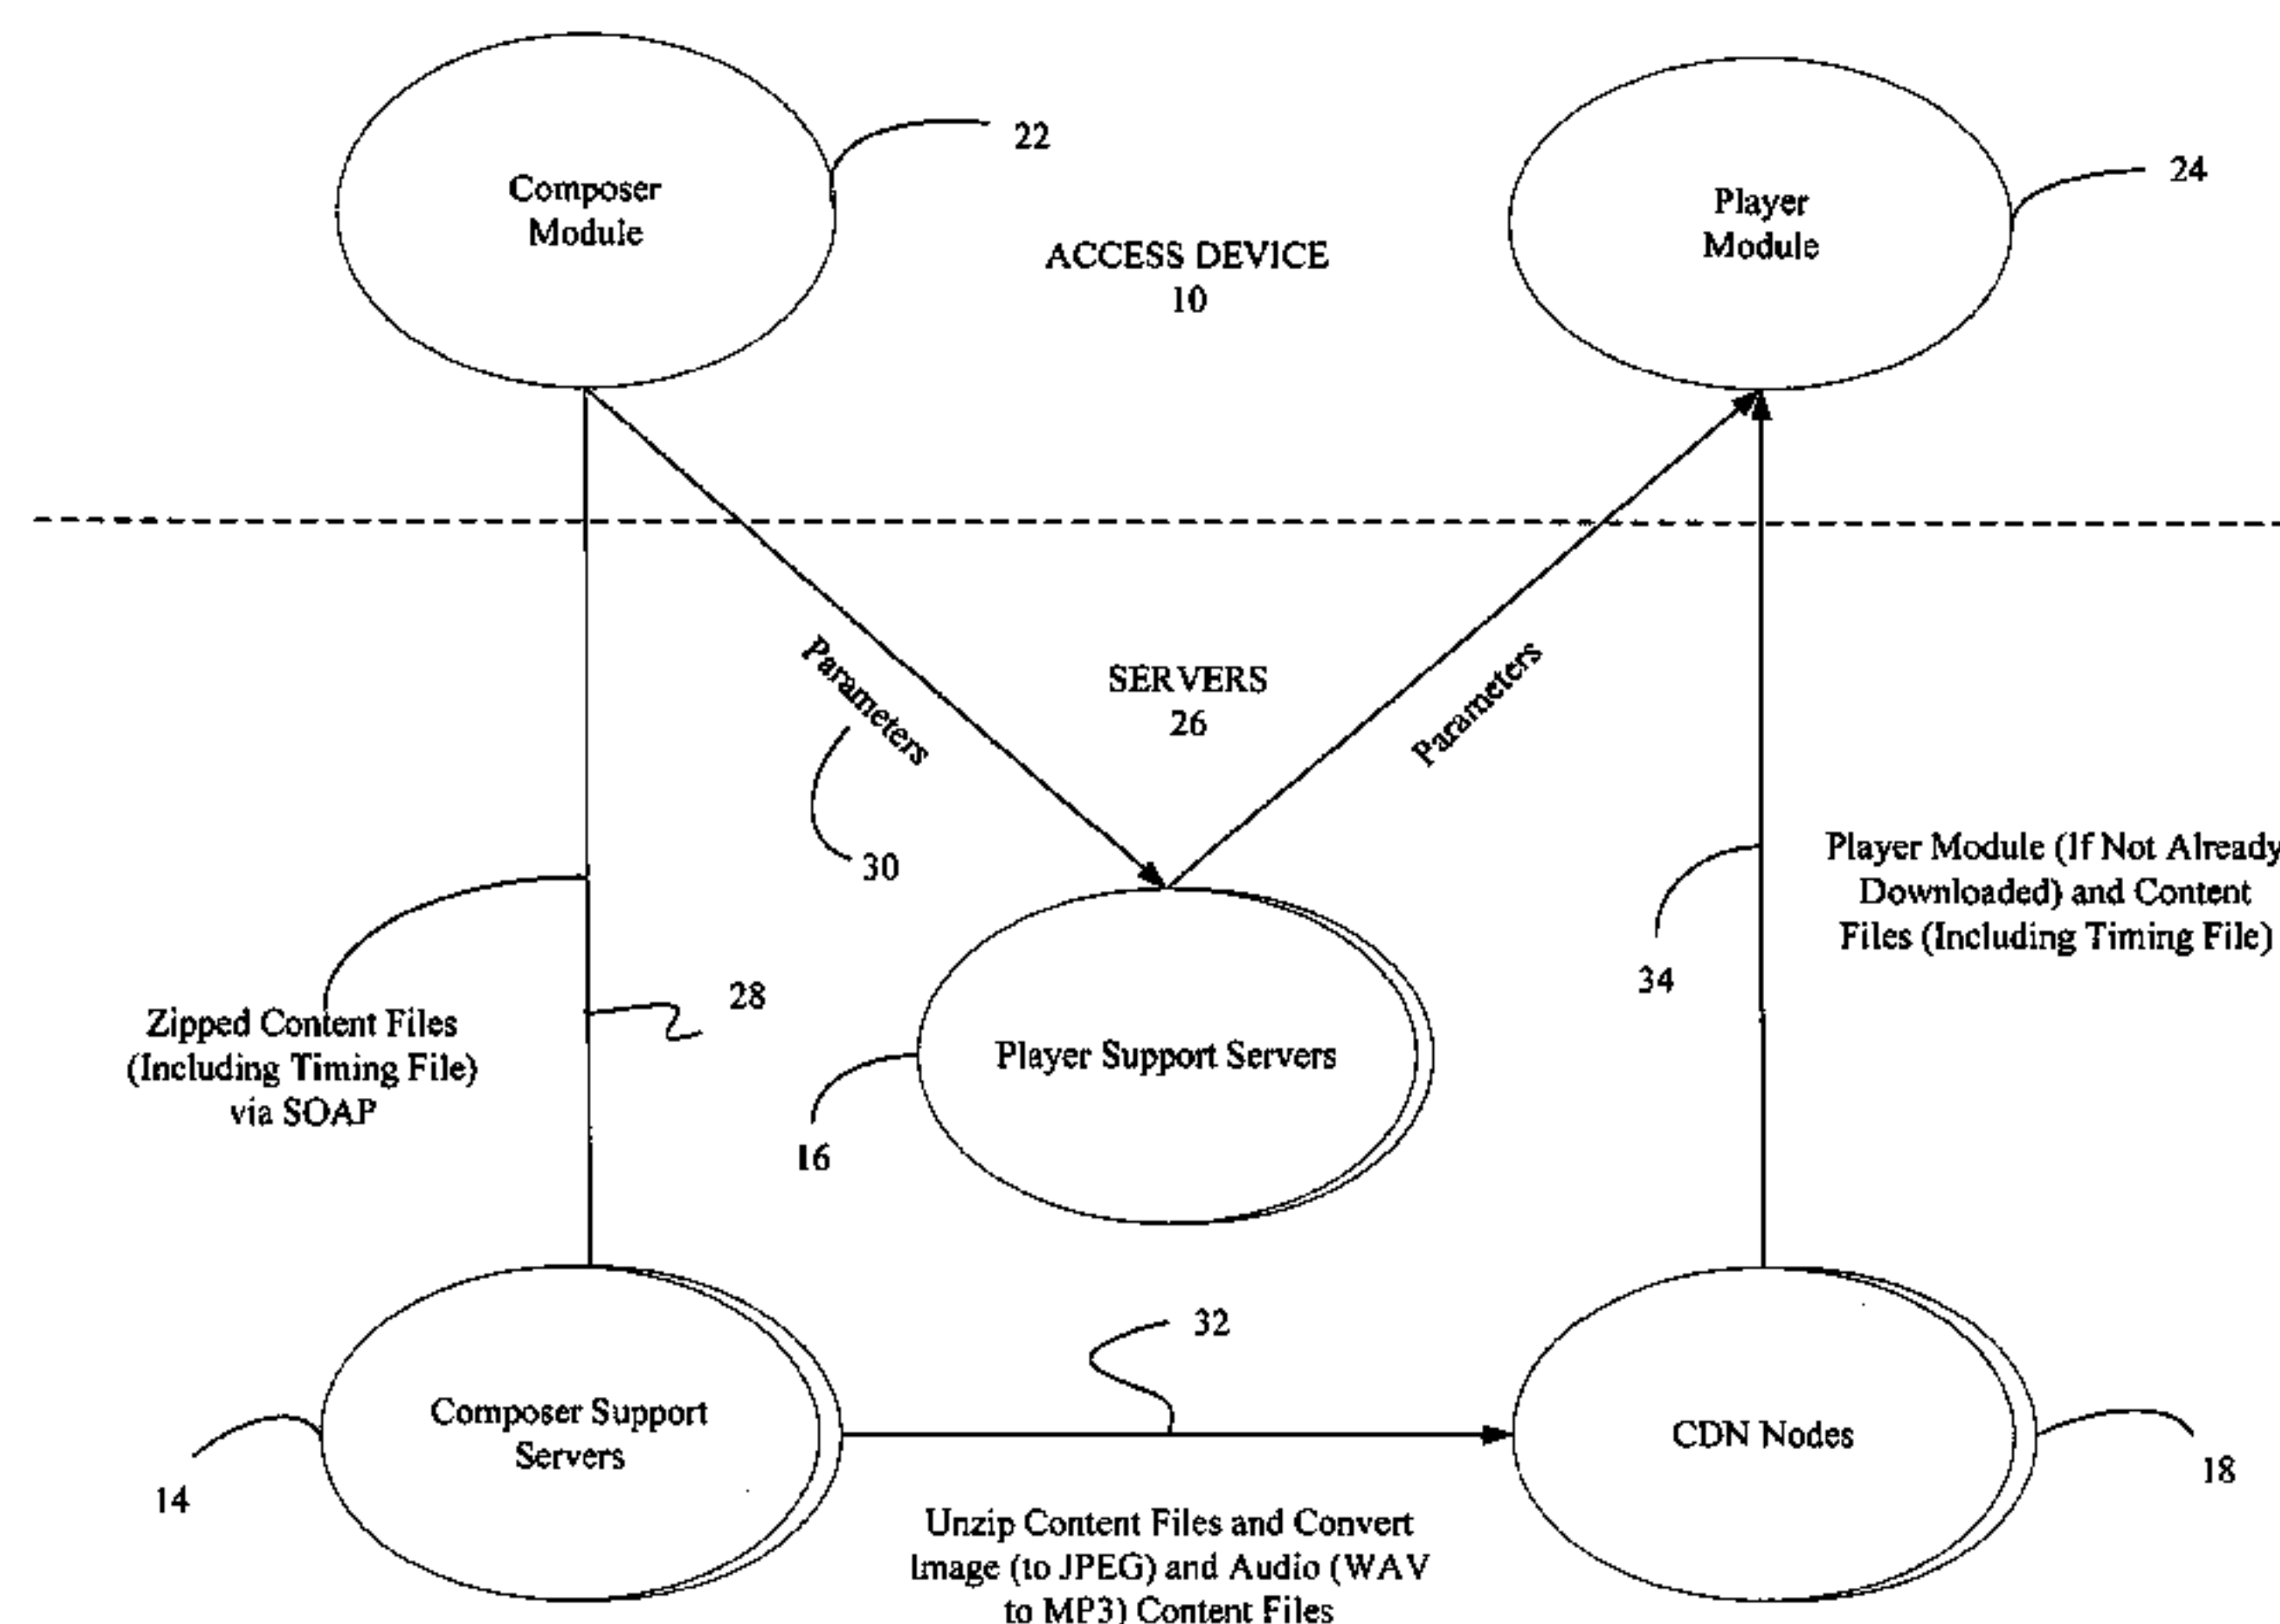 22
Composer
Module
24
Player
Module
ACCESS DEVICE
10
Parameters
SERVERS
26
Parameters
30
Player Module (If Not Already
Downloaded) and Content
Files (Including Timing File)
34
28
Zipped Content Files
(Including Timing File)
via SOAP
Player Support Servers
16
32
Composer Support
Servers
CDN Nodes
14
18
Unzip Content Files and Convert
Image (to JPEG) and Audio (WAV
to MP3) Content Files